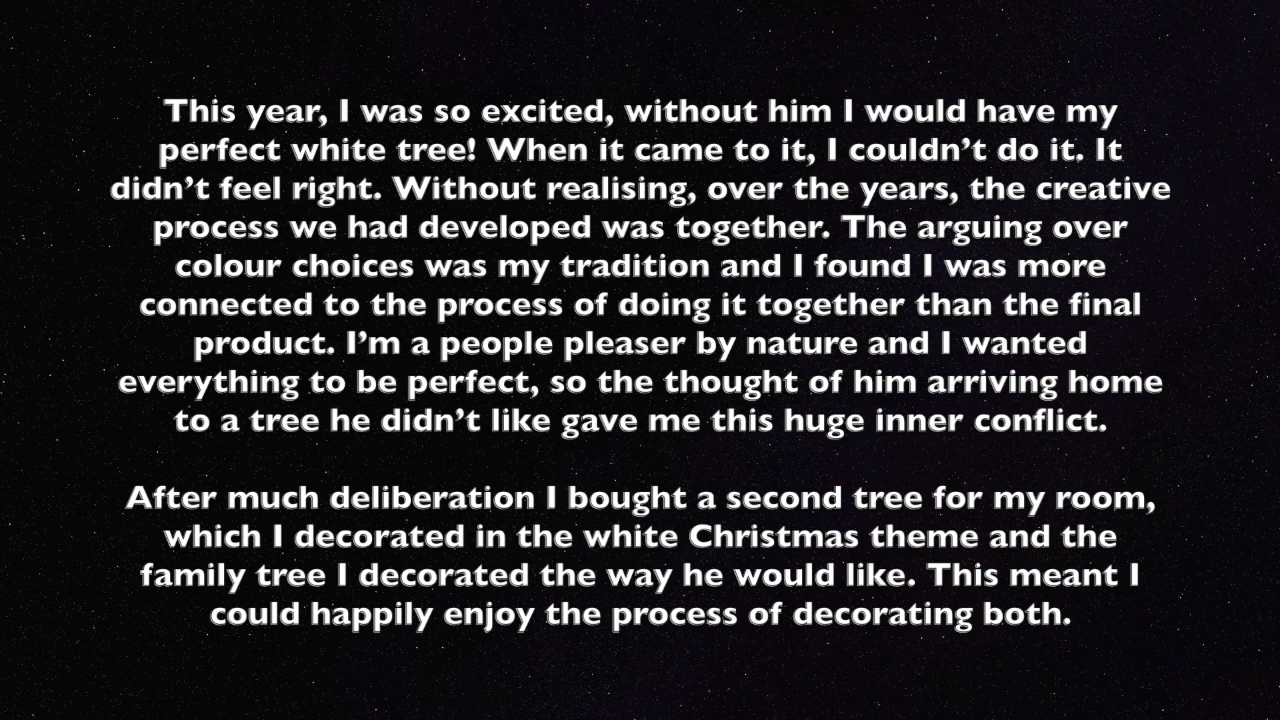 This year, I was so excited, without him I would have my
perfect white tree! When it came to it, I couldn’t do it. It
didn’t feel right. Without realising, over the years, the creative
process we had developed was together. The arguing over
colour choices was my tradition and I found I was more
connected to the process of doing it together than the final
product. I’m a people pleaser by nature and I wanted
everything to be perfect, so the thought of him arriving home
to a tree he didn’t like gave me this huge inner conflict.
After much deliberation I bought a second tree for my room,
which I decorated in the white Christmas theme and the
family tree I decorated the way he would like. This meant I
could happily enjoy the process of decorating both.